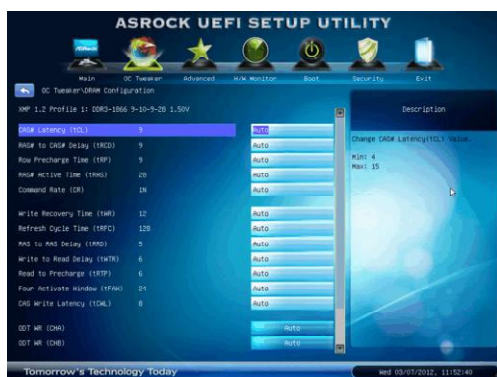 ASROCK UEFI SETUP UTILITY
ASRock
Main OC Tweaker Advanced H/W Monitor Boot Security Exit
OC Tweaker\DRAM Configuration
XMP 1.2 Profile 1: DDR3-1866 9-10-9-28 1.50V
Description
CAS# Latency (tCL) 9 Auto
Change CAS# Latency(tCL) Value.
Min: 4
Max: 15
RAS# to CAS# Delay (tRCD) 9 Auto
Row Precharge Time (tRP) 9 Auto
RAS# Active Time (tRAS) 28 Auto
Command Rate (CR) 1N Auto
Write Recovery Time (tWR) 12 Auto
Refresh Cycle Time (tRFC) 128 Auto
RAS to RAS Delay (tRRD) 5 Auto
Write to Read Delay (tWTR) 6 Auto
Read to Precharge (tRTP) 6 Auto
Four Activate Window (tFAW) 24 Auto
CAS Write Latency (tCWL) 8 Auto
ODT WR (CHA) Auto
ODT WR (CHB) Auto
Tomorrow's Technology Today
Wed 03/07/2012, 11:52:40